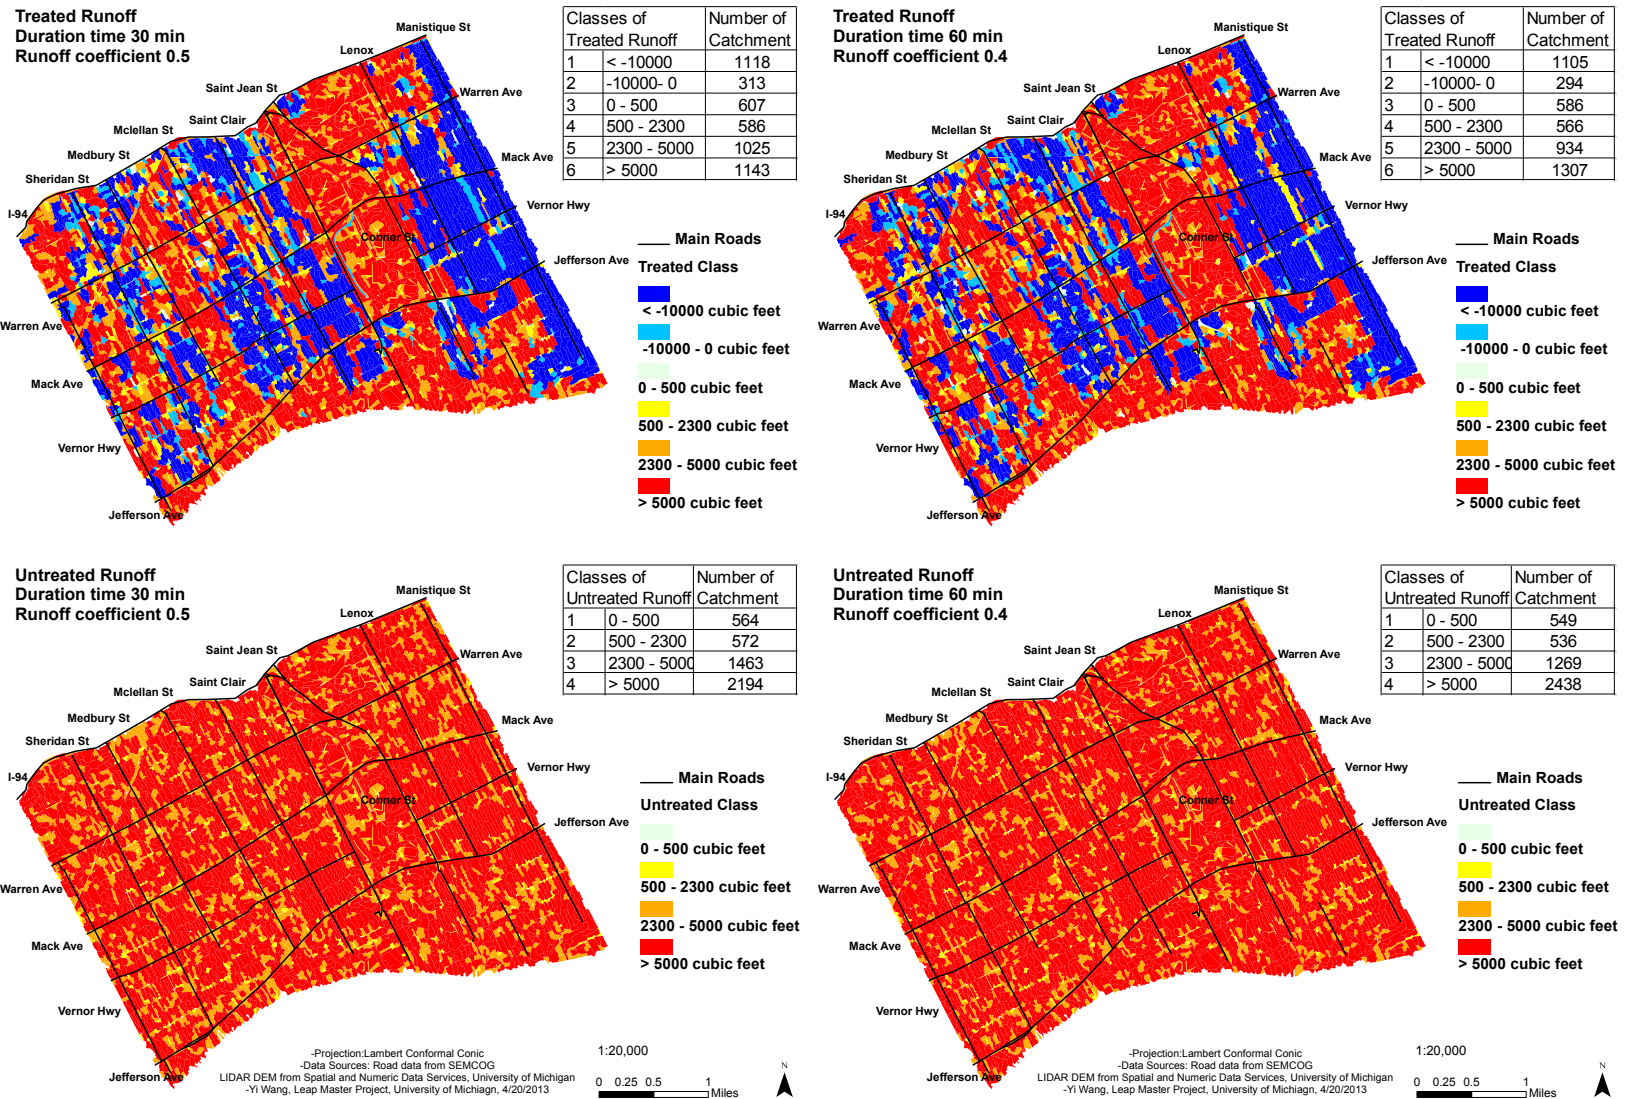 Treated Runoff
Duration time 30 min
Runoff coefficient 0.5
Manistique St
Lenox
Saint Jean St
Warren Ave
Saint Clair
Mclellan St
Medbury St
Mack Ave
Sheridan St
Vernor Hwy
I-94
Conner St
Jefferson Ave
Warren Ave
Mack Ave
Vernor Hwy
Jefferson Ave
Classes of Treated Runoff Number of Catchment
1 < -10000 1118
2 -10000- 0 313
3 0 - 500 607
4 500 - 2300 586
5 2300 - 5000 1025
6 > 5000 1143
Main Roads
Treated Class
< -10000 cubic feet
-10000 - 0 cubic feet
0 - 500 cubic feet
500 - 2300 cubic feet
2300 - 5000 cubic feet
> 5000 cubic feet
Treated Runoff
Duration time 60 min
Runoff coefficient 0.4
Manistique St
Lenox
Saint Jean St
Warren Ave
Saint Clair
Mclellan St
Medbury St
Mack Ave
Sheridan St
Vernor Hwy
I-94
Conner St
Jefferson Ave
Warren Ave
Mack Ave
Vernor Hwy
Jefferson Ave
Classes of Treated Runoff Number of Catchment
1 < -10000 1105
2 -10000- 0 294
3 0 - 500 586
4 500 - 2300 566
5 2300 - 5000 934
6 > 5000 1307
Main Roads
Treated Class
< -10000 cubic feet
-10000 - 0 cubic feet
0 - 500 cubic feet
500 - 2300 cubic feet
2300 - 5000 cubic feet
> 5000 cubic feet
Untreated Runoff
Duration time 30 min
Runoff coefficient 0.5
Manistique St
Lenox
Saint Jean St
Warren Ave
Saint Clair
Mclellan St
Medbury St
Mack Ave
Sheridan St
Vernor Hwy
I-94
Conner St
Jefferson Ave
Warren Ave
Mack Ave
Vernor Hwy
Jefferson Ave
Classes of Untreated Runoff Number of Catchment
1 0 - 500 564
2 500 - 2300 572
3 2300 - 5000 1463
4 > 5000 2194
Main Roads
Untreated Class
0 - 500 cubic feet
500 - 2300 cubic feet
2300 - 5000 cubic feet
> 5000 cubic feet
-Projection:Lambert Conformal Conic
-Data Sources: Road data from SEMCOG
LIDAR DEM from Spatial and Numeric Data Services, University of Michigan
-Yi Wang, Leap Master Project, University of Michiagn, 4/20/2013
1:20,000
0 0.25 0.5 1
Miles
N
Untreated Runoff
Duration time 60 min
Runoff coefficient 0.4
Manistique St
Lenox
Saint Jean St
Warren Ave
Saint Clair
Mclellan St
Medbury St
Mack Ave
Sheridan St
Vernor Hwy
I-94
Conner St
Jefferson Ave
Warren Ave
Mack Ave
Vernor Hwy
Jefferson Ave
Classes of Untreated Runoff Number of Catchment
1 0 - 500 549
2 500 - 2300 536
3 2300 - 5000 1269
4 > 5000 2438
Main Roads
Untreated Class
0 - 500 cubic feet
500 - 2300 cubic feet
2300 - 5000 cubic feet
> 5000 cubic feet
-Projection:Lambert Conformal Conic
-Data Sources: Road data from SEMCOG
LIDAR DEM from Spatial and Numeric Data Services, University of Michigan
-Yi Wang, Leap Master Project, University of Michiagn, 4/20/2013
1:20,000
0 0.25 0.5 1
Miles
N